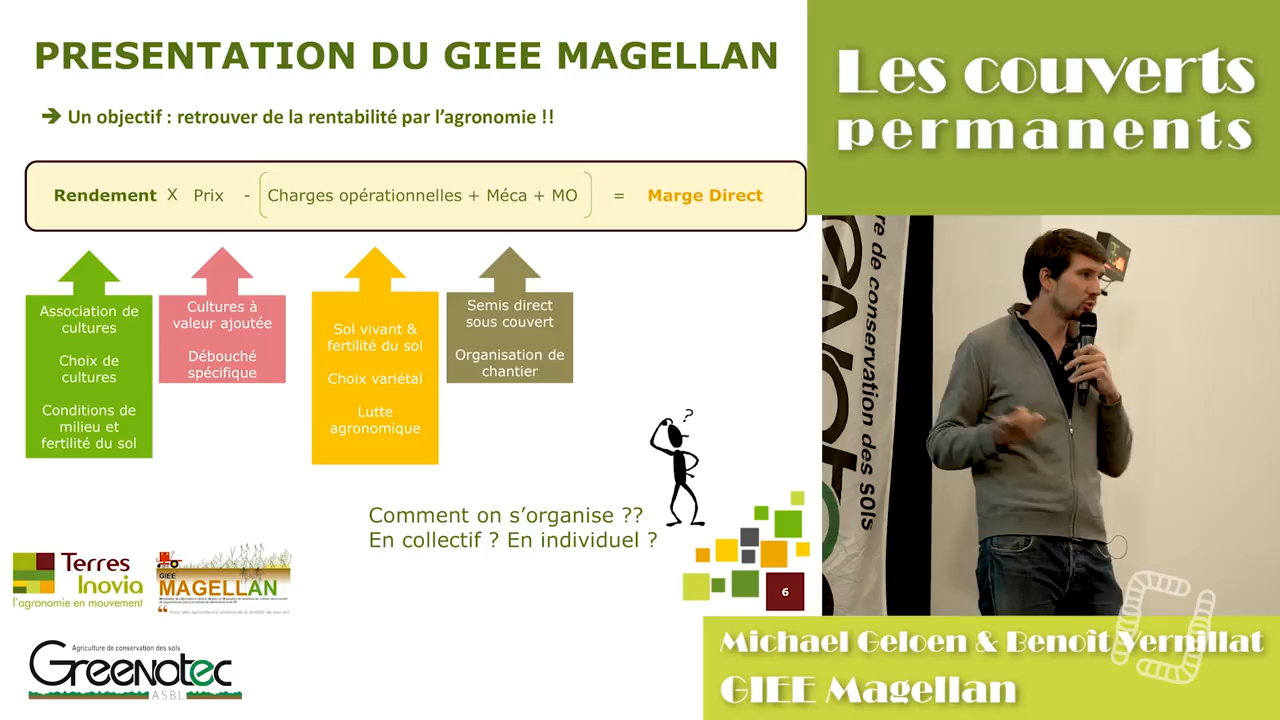 PRESENTATION DU GIEE MAGELLAN
➔ Un objectif : retrouver de la rentabilité par l’agronomie !!
Rendement X Prix - (Charges opérationnelles + Méca + MO) = Marge Direct
Association de
cultures
Choix de
cultures
Conditions de
milieu et
fertilité du sol
Cultures à
valeur ajoutée
Débouché
spécifique
Sol vivant &
fertilité du sol
Choix variétal
Lutte
agronomique
Semis direct
sous couvert
Organisation de
chantier
?
Comment on s’organise ??
En collectif ? En individuel ?
6
Terres
Inovia
l’agronomie en mouvement
GIEE
MAGELLAN
Agriculture de conservation des sols
Greenotec
ASBL
Les couverts
permanents
re de conservation des sols
Michael Geloen & Benoît Vernillat
GIEE Magellan